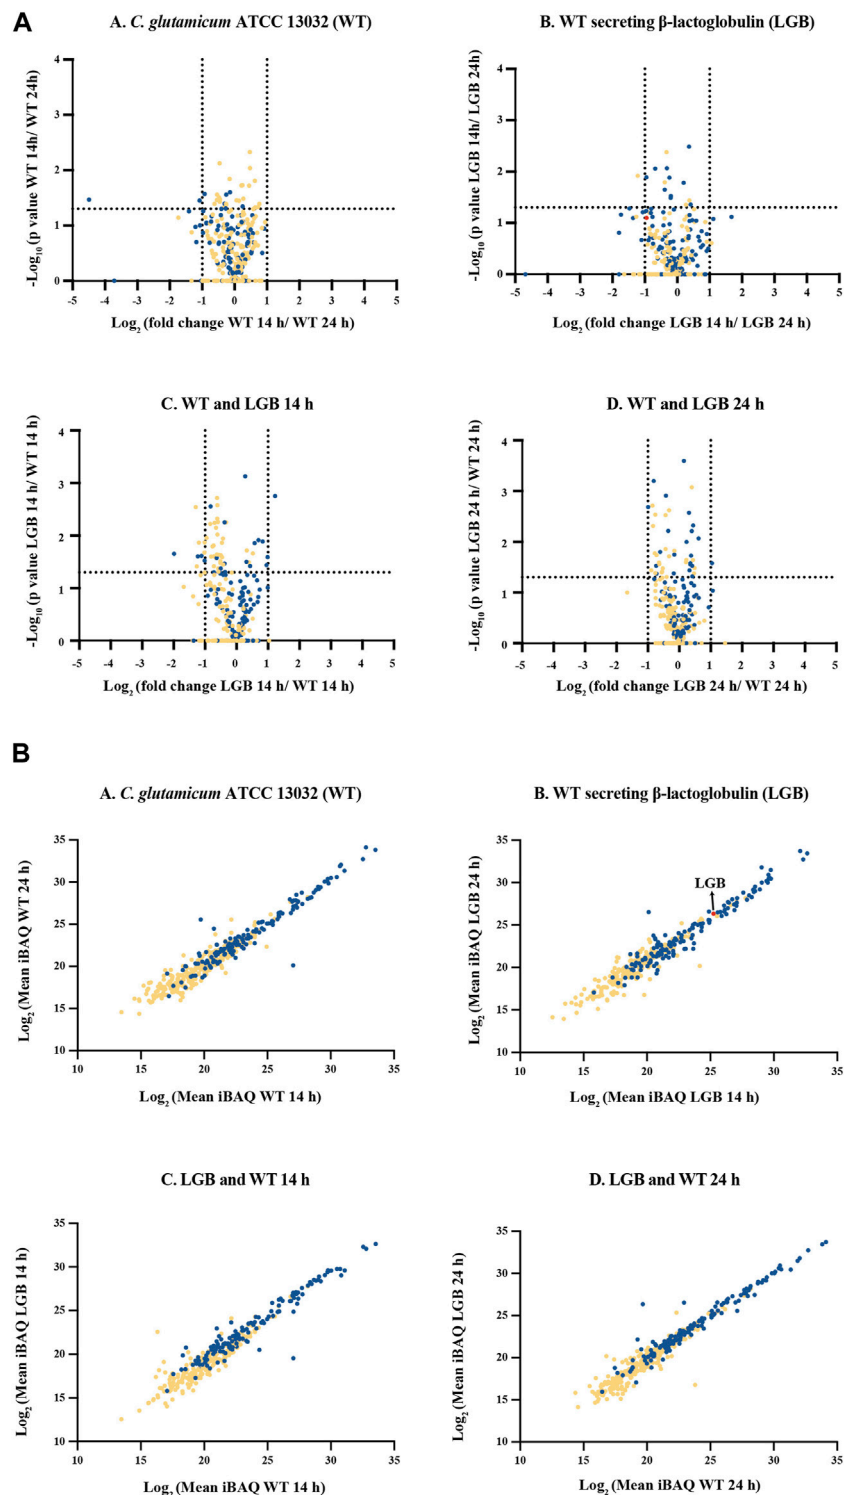 A
A. C. glutamicum ATCC 13032 (WT)
4
3
2
1
0
-5 -4 -3 -2 -1 0 1 2 3 4 5
-Log10 (p value WT 14h/ WT 24h)
Log2 (fold change WT 14 h/ WT 24 h)
B. WT secreting β-lactoglobulin (LGB)
4
3
2
1
0
-5 -4 -3 -2 -1 0 1 2 3 4 5
-Log10 (p value LGB 14h/ LGB 24h)
Log2 (fold change LGB 14 h/ LGB 24 h)
C. WT and LGB 14 h
4
3
2
1
0
-5 -4 -3 -2 -1 0 1 2 3 4 5
-Log10 (p value LGB 14 h/ WT 14 h)
Log2 (fold change LGB 14 h/ WT 14 h)
D. WT and LGB 24 h
4
3
2
1
0
-5 -4 -3 -2 -1 0 1 2 3 4 5
-Log10 (p value LGB 24 h/ WT 24 h)
Log2 (fold change LGB 24 h/ WT 24 h)
B
A. C. glutamicum ATCC 13032 (WT)
35
30
25
20
15
10
10 15 20 25 30 35
Log2 (Mean iBAQ WT 24 h)
Log2 (Mean iBAQ WT 14 h)
B. WT secreting β-lactoglobulin (LGB)
LGB
35
30
25
20
15
10
10 15 20 25 30 35
Log2 (Mean iBAQ LGB 24 h)
Log2 (Mean iBAQ LGB 14 h)
C. LGB and WT 14 h
35
30
25
20
15
10
10 15 20 25 30 35
Log2 (Mean iBAQ LGB 14 h)
Log2 (Mean iBAQ WT 14 h)
D. LGB and WT 24 h
35
30
25
20
15
10
10 15 20 25 30 35
Log2 (Mean iBAQ LGB 24 h)
Log2 (Mean iBAQ WT 24 h)